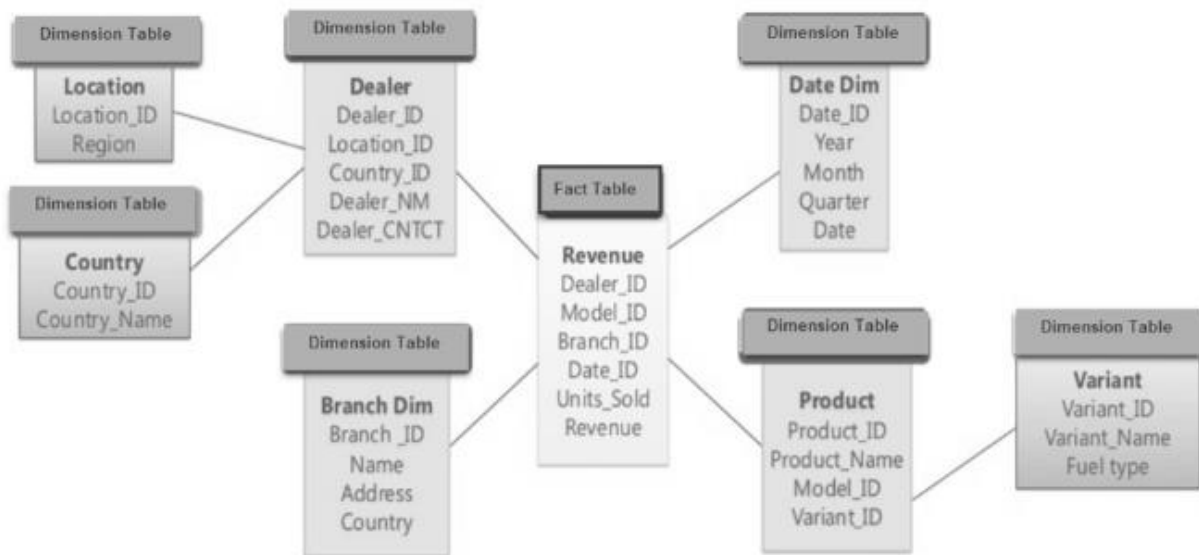 Dimension Table
Location
Location_ID
Region
Dimension Table
Country
Country_ID
Country_Name
Dimension Table
Dealer
Dealer_ID
Location_ID
Country_ID
Dealer_NM
Dealer_CNTCT
Dimension Table
Branch Dim
Branch _ID
Name
Address
Country
Fact Table
Revenue
Dealer_ID
Model_ID
Branch_ID
Date_ID
Units_Sold
Revenue
Dimension Table
Date Dim
Date_ID
Year
Month
Quarter
Date
Dimension Table
Product
Product_ID
Product_Name
Model_ID
Variant_ID
Dimension Table
Variant
Variant_ID
Variant_Name
Fuel type